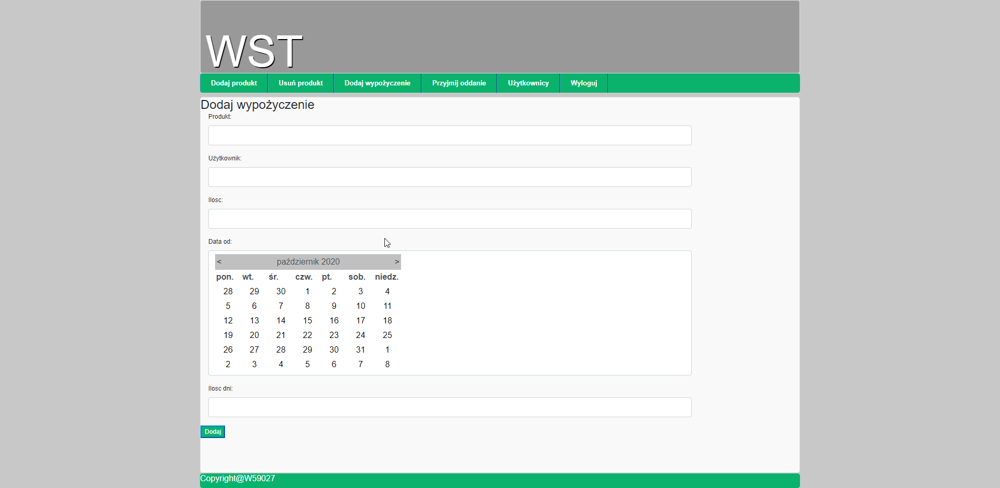 WST
Dodaj produkt Usuń produkt Dodaj wypożyczenie Przyjmij oddanie Użytkownicy Wyloguj
Dodaj wypożyczenie
Produkt:
Użytkownik:
Ilosc:
Data od:
< październik 2020 >
pon. wt. śr. czw. pt. sob. niedz.
28 29 30 1 2 3 4
5 6 7 8 9 10 11
12 13 14 15 16 17 18
19 20 21 22 23 24 25
26 27 28 29 30 31 1
2 3 4 5 6 7 8
Ilosc dni:
Dodaj
Copyright@W59027